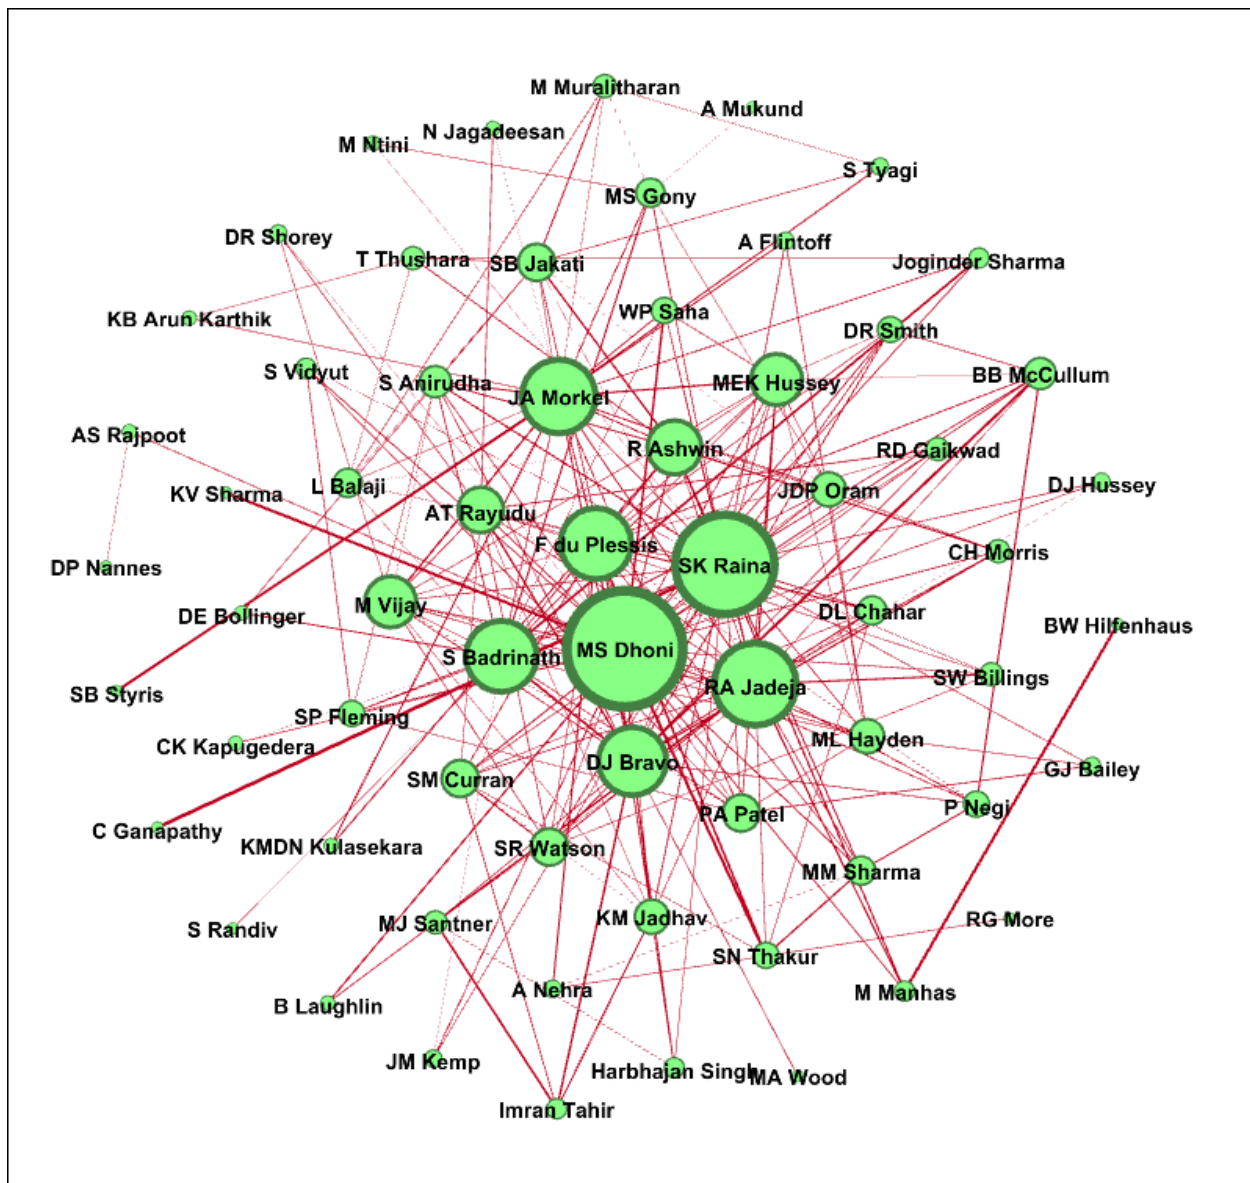 M Muralitharan
A Mukund
N Jagadeesan
M Ntini
S Tyagi
MS Gony
DR Shorey
A Flintoff
T Thushara
SB Jakati
Joginder Sharma
WP Saha
KB Arun Karthik
DR Smith
S Vidyut
S Anirudha
JA Morkel
MEK Hussey
BB McCullum
AS Rajpoot
R Ashwin
RD Gaikwad
KV Sharma
L Balaji
JDP Oram
DJ Hussey
AT Rayudu
F du Plessis
SK Raina
CH Morris
DP Nannes
M Vijay
DE Bollinger
DL Chahar
BW Hilfenhaus
S Badrinath
MS Dhoni
SB Styris
RA Jadeja
SW Billings
SP Fleming
CK Kapugedera
ML Hayden
DJ Bravo
GJ Bailey
SM Curran
P Negi
PA Patel
C Ganapathy
KMDN Kulasekara
SR Watson
MM Sharma
S Randiv
MJ Santner
KM Jadhav
RG More
SN Thakur
A Nehra
M Manhas
B Laughlin
JM Kemp
Harbhajan Singh
MA Wood
Imran Tahir